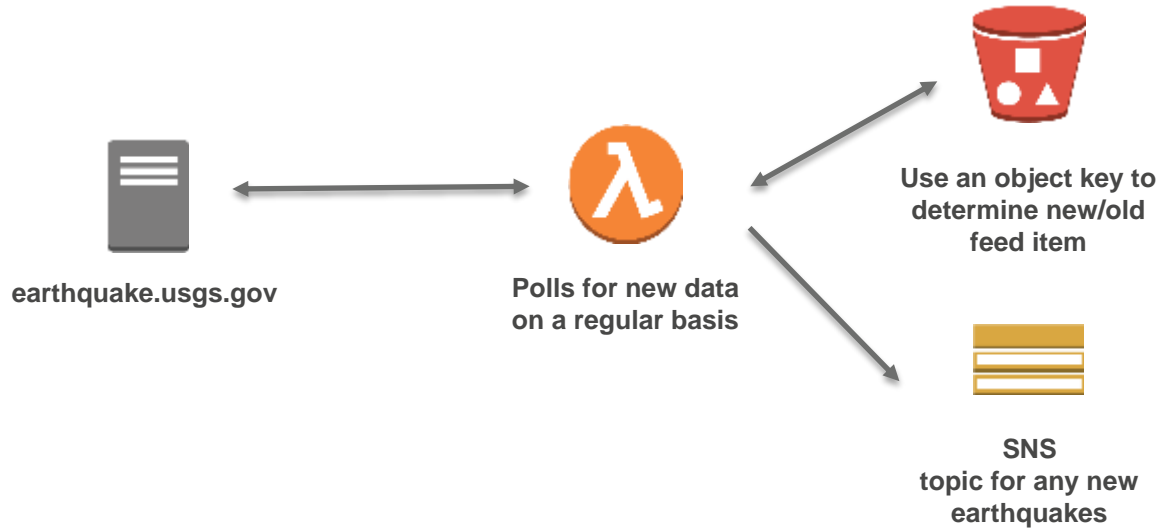 earthquake.usgs.gov
λ
Polls for new data
on a regular basis
Use an object key to
determine new/old
feed item
SNS
topic for any new
earthquakes